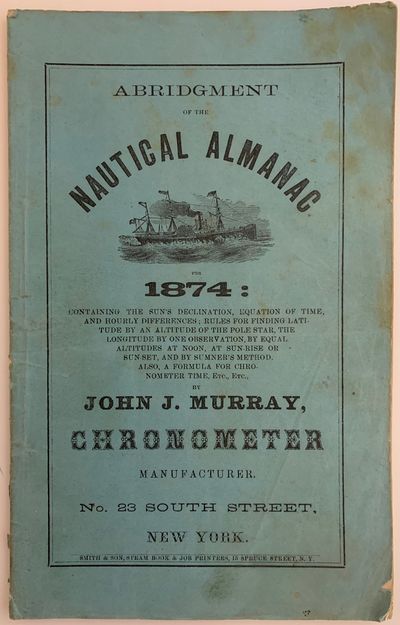 ABRIDGMENT
OF THE
NAUTICAL ALMANAC
FOR
1874:
CONTAINING THE SUN'S DECLINATION, EQUATION OF TIME,
AND HOURLY DIFFERENCES; RULES FOR FINDING LATI-
TUDE BY AN ALTITUDE OF THE POLE STAR, THE
LONGITUDE BY ONE OBSERVATION, BY EQUAL
ALTITUDES AT NOON, AT SUN-RISE OR
SUN-SET, AND BY SUMNER'S METHOD.
ALSO, A FORMULA FOR CHRO-
NOMETER TIME, ETC., ETC.,
BY
JOHN J. MURRAY,
CHRONOMETER
MANUFACTURER.
No. 23 SOUTH STREET,
NEW YORK.
SMITH & SON, STEAM BOOK & JOB PRINTERS, 15 SPRUCE STREET, N. Y.